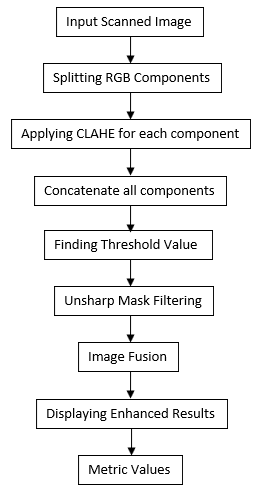 Input Scanned Image
Splitting RGB Components
Applying CLAHE for each component
Concatenate all components
Finding Threshold Value
Unsharp Mask Filtering
Image Fusion
Displaying Enhanced Results
Metric Values